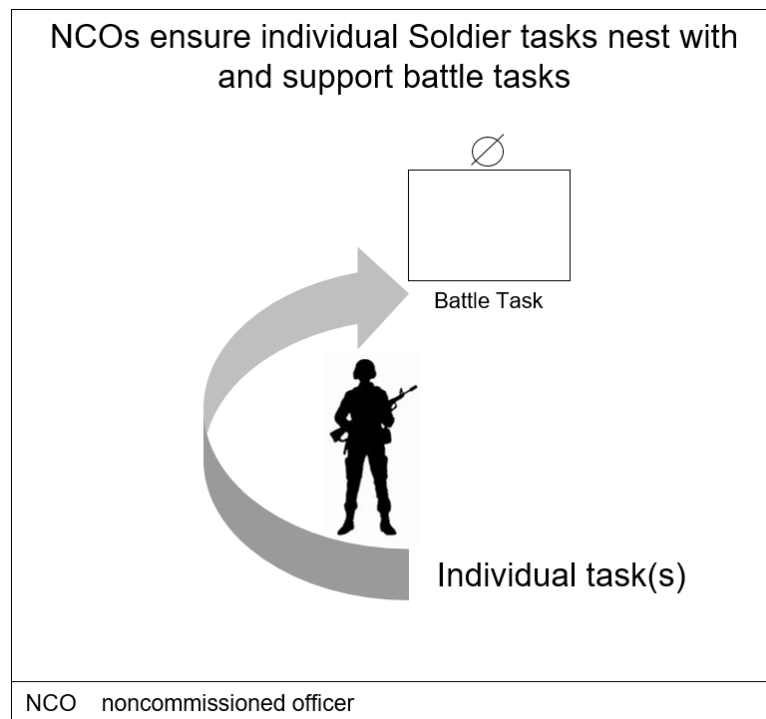 NCOs ensure individual Soldier tasks nest with
and support battle tasks
Battle Task
Individual task(s)
NCO noncommissioned officer